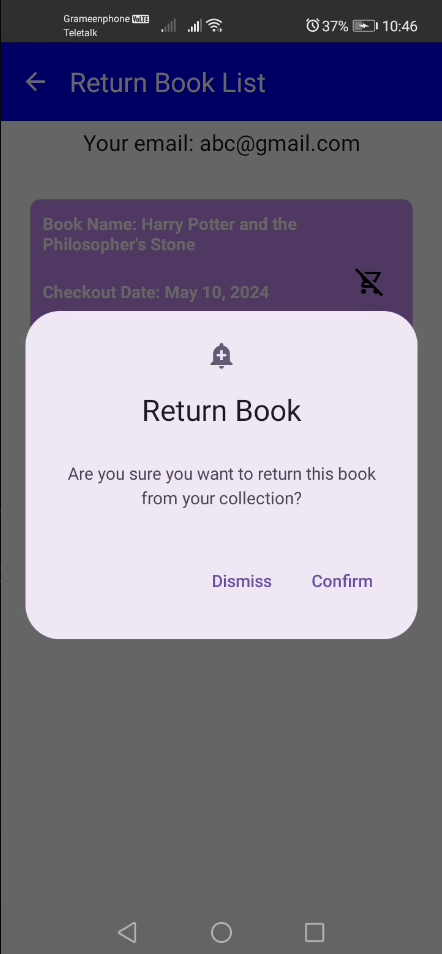 Grameenphone VoLTE
Teletalk
37%
10:46
Return Book List
Your email: abc@gmail.com
Book Name: Harry Potter and the
Philosopher's Stone
Checkout Date: May 10, 2024
Return Book
Are you sure you want to return this book
from your collection?
Dismiss
Confirm